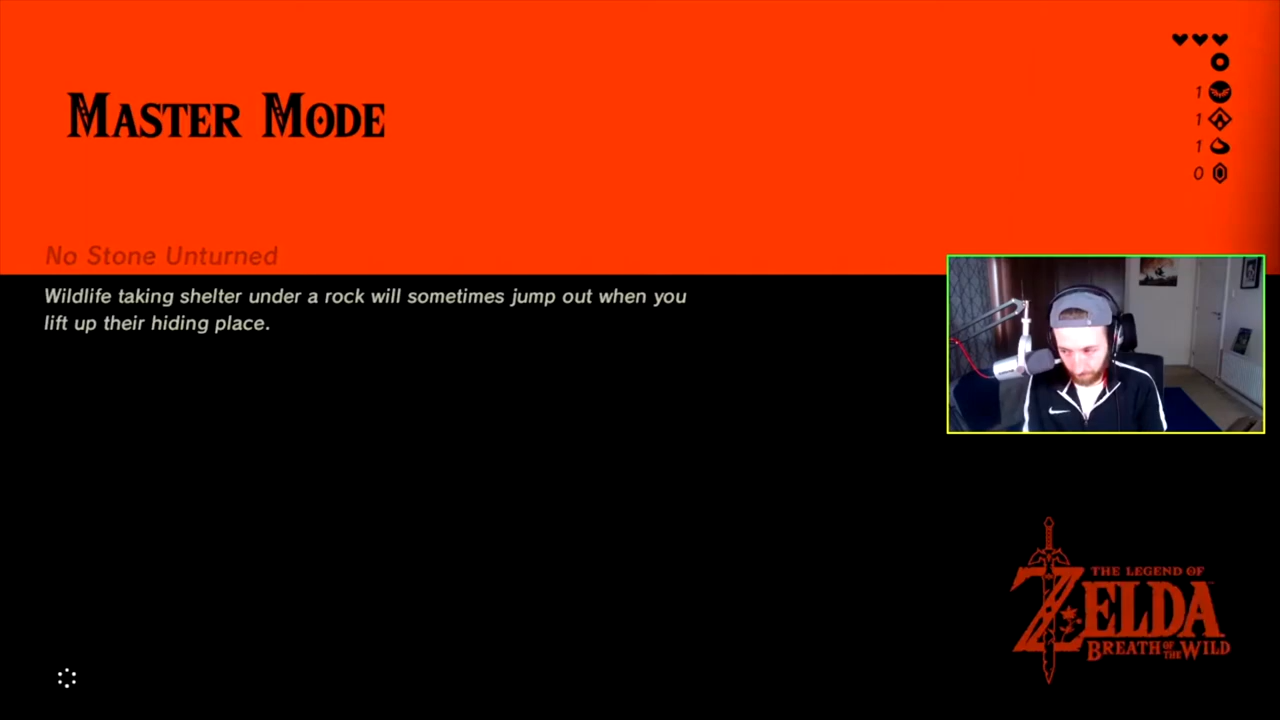 Master Mode
1
1
1
0
No Stone Unturned
Wildlife taking shelter under a rock will sometimes jump out when you
lift up their hiding place.
THE LEGEND OF
ZELDA
BREATH OF THE WILD